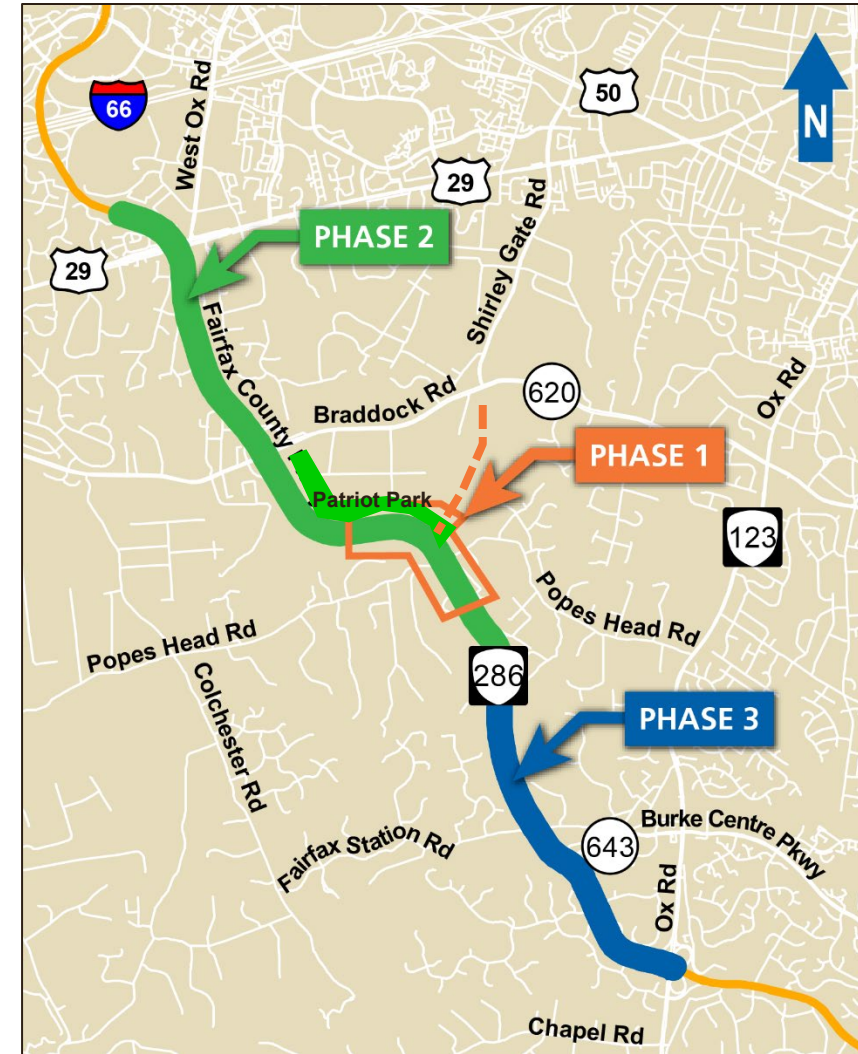 66
West Ox Rd
50
N
29
Shirley Gate Rd
PHASE 2
29
Fairfax County
Braddock Rd
620
Ox Rd
PHASE 1
Patriot Park
123
Popes Head Rd
Popes Head Rd
286
Colchester Rd
PHASE 3
Fairfax Station Rd
643
Burke Centre Pkwy
Ox Rd
Chapel Rd